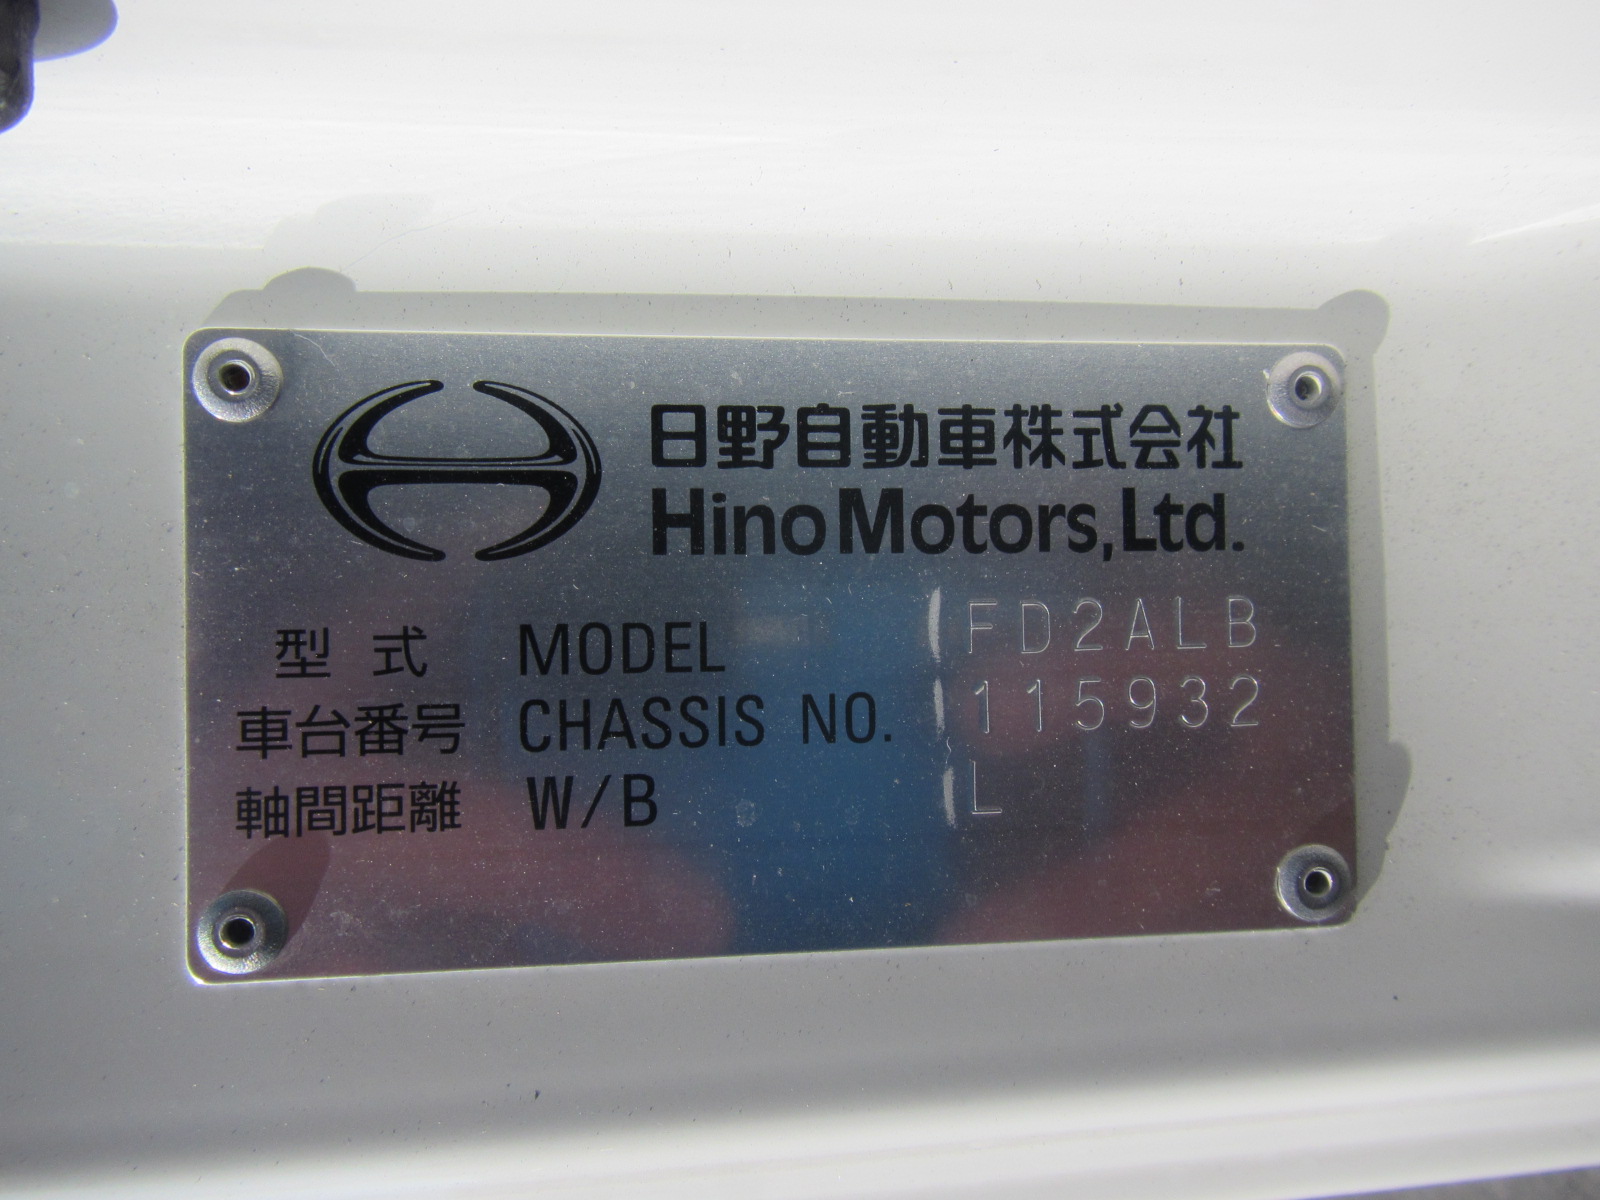 日野自動車株式会社
Hino Motors, Ltd.
型式 MODEL FD2ALB
車台番号 CHASSIS NO. 115932
軸間距離 W/B L